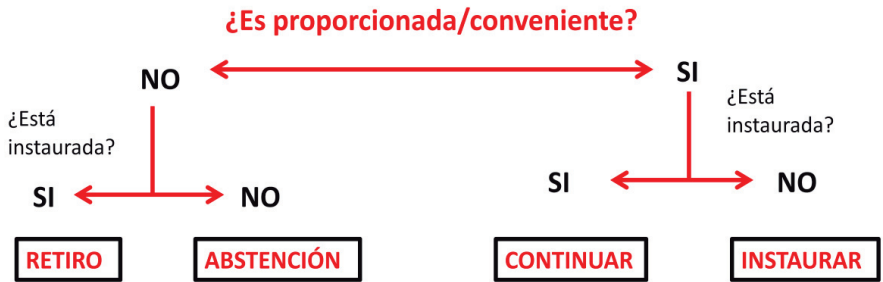 ¿Es proporcionada/conveniente?
NO
SI
¿Está
instaurada?
¿Está
instaurada?
SI
NO
SI
NO
RETIRO
ABSTENCIÓN
CONTINUAR
INSTAURAR